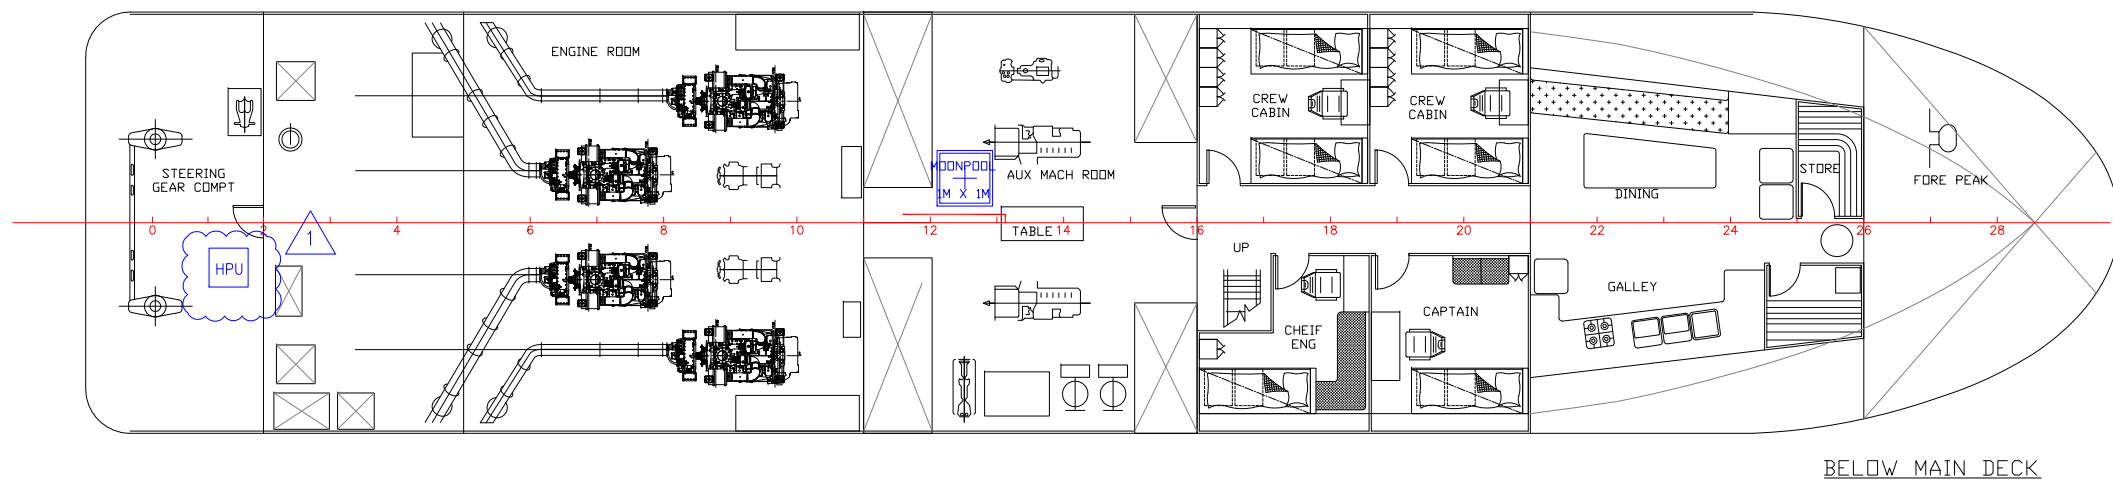 ENGINE ROOM
CREW
CABIN
CREW
CABIN
STEERING
GEAR COMPT
MOONPOOL
1M X 1M
AUX MACH ROOM
DINING
STORE
FORE PEAK
0
2
4
6
8
10
12
14
16
18
20
22
24
26
28
TABLE
1
HPU
UP
CHEIF
ENG
CAPTAIN
GALLEY
BELOW MAIN DECK